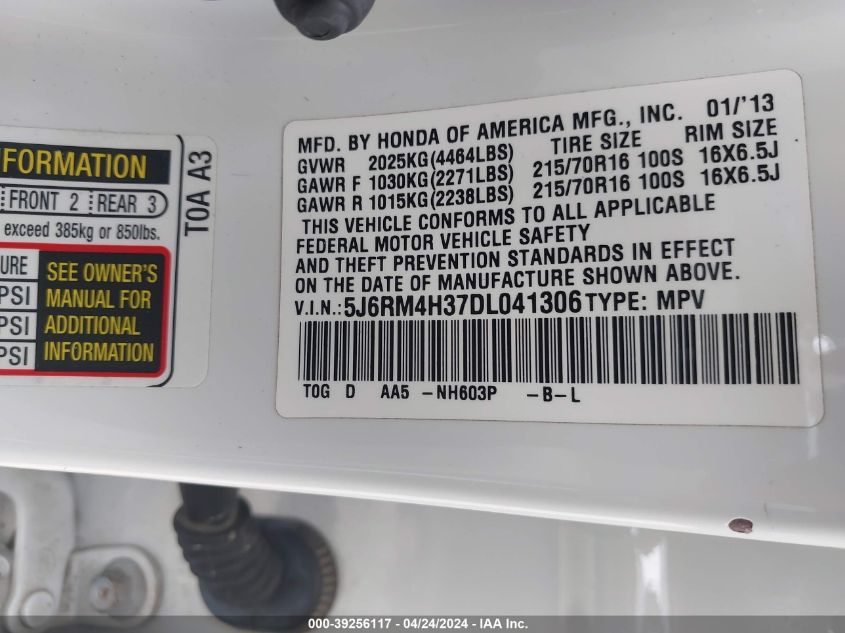 NFORMATION
FRONT 2 REAR 3
exceed 385kg or 850lbs.
URE
PSI
PSI
SEE OWNER'S
MANUAL FOR
ADDITIONAL
INFORMATION
T0A A3
MFD. BY HONDA OF AMERICA MFG., INC. 01/'13
GVWR 2025KG(4464LBS) TIRE SIZE RIM SIZE
GAWR F 1030KG(2271LBS) 215/70R16 100S 16X6.5J
GAWR R 1015KG(2238LBS) 215/70R16 100S 16X6.5J
THIS VEHICLE CONFORMS TO ALL APPLICABLE
FEDERAL MOTOR VEHICLE SAFETY
AND THEFT PREVENTION STANDARDS IN EFFECT
ON THE DATE OF MANUFACTURE SHOWN ABOVE.
V.I.N.:5J6RM4H37DL041306 TYPE: MPV
T0G D AA5 -NH603P -B-L
000-39256117 - 04/24/2024 - IAA Inc.